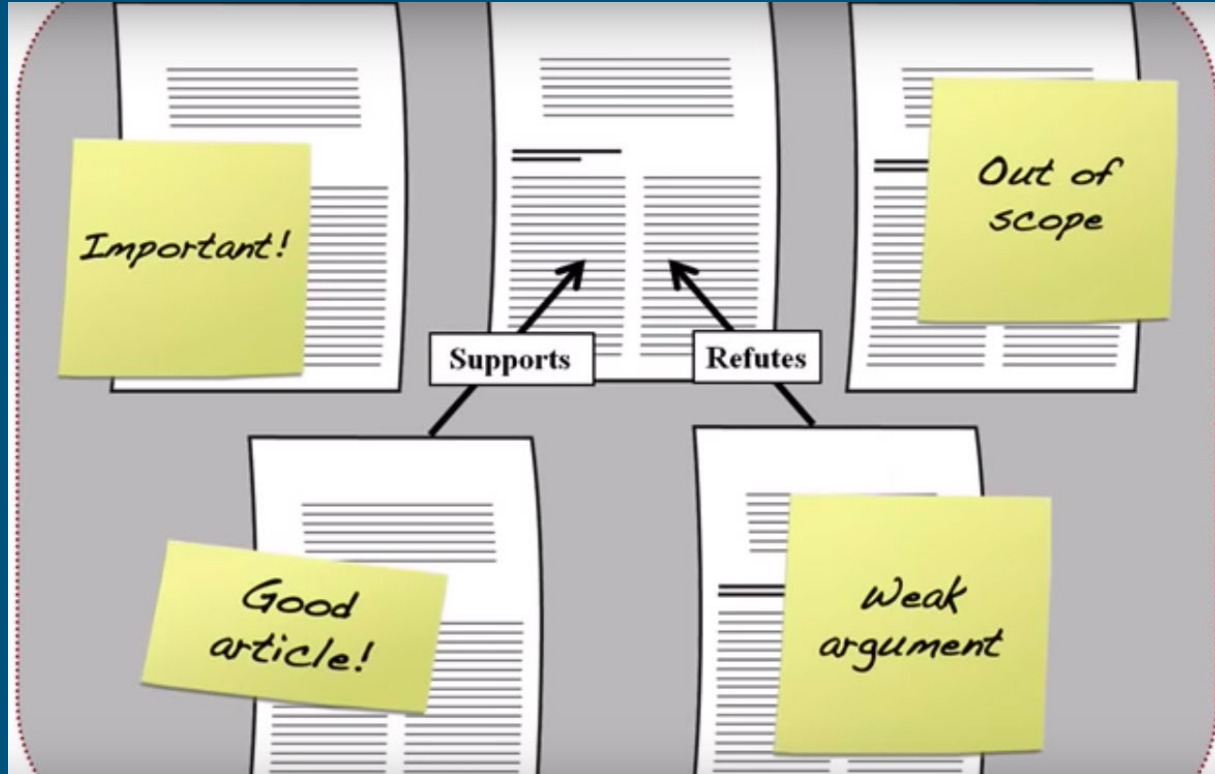 Important!
Out of
scope
Supports
Refutes
Good
article!
Weak
argument